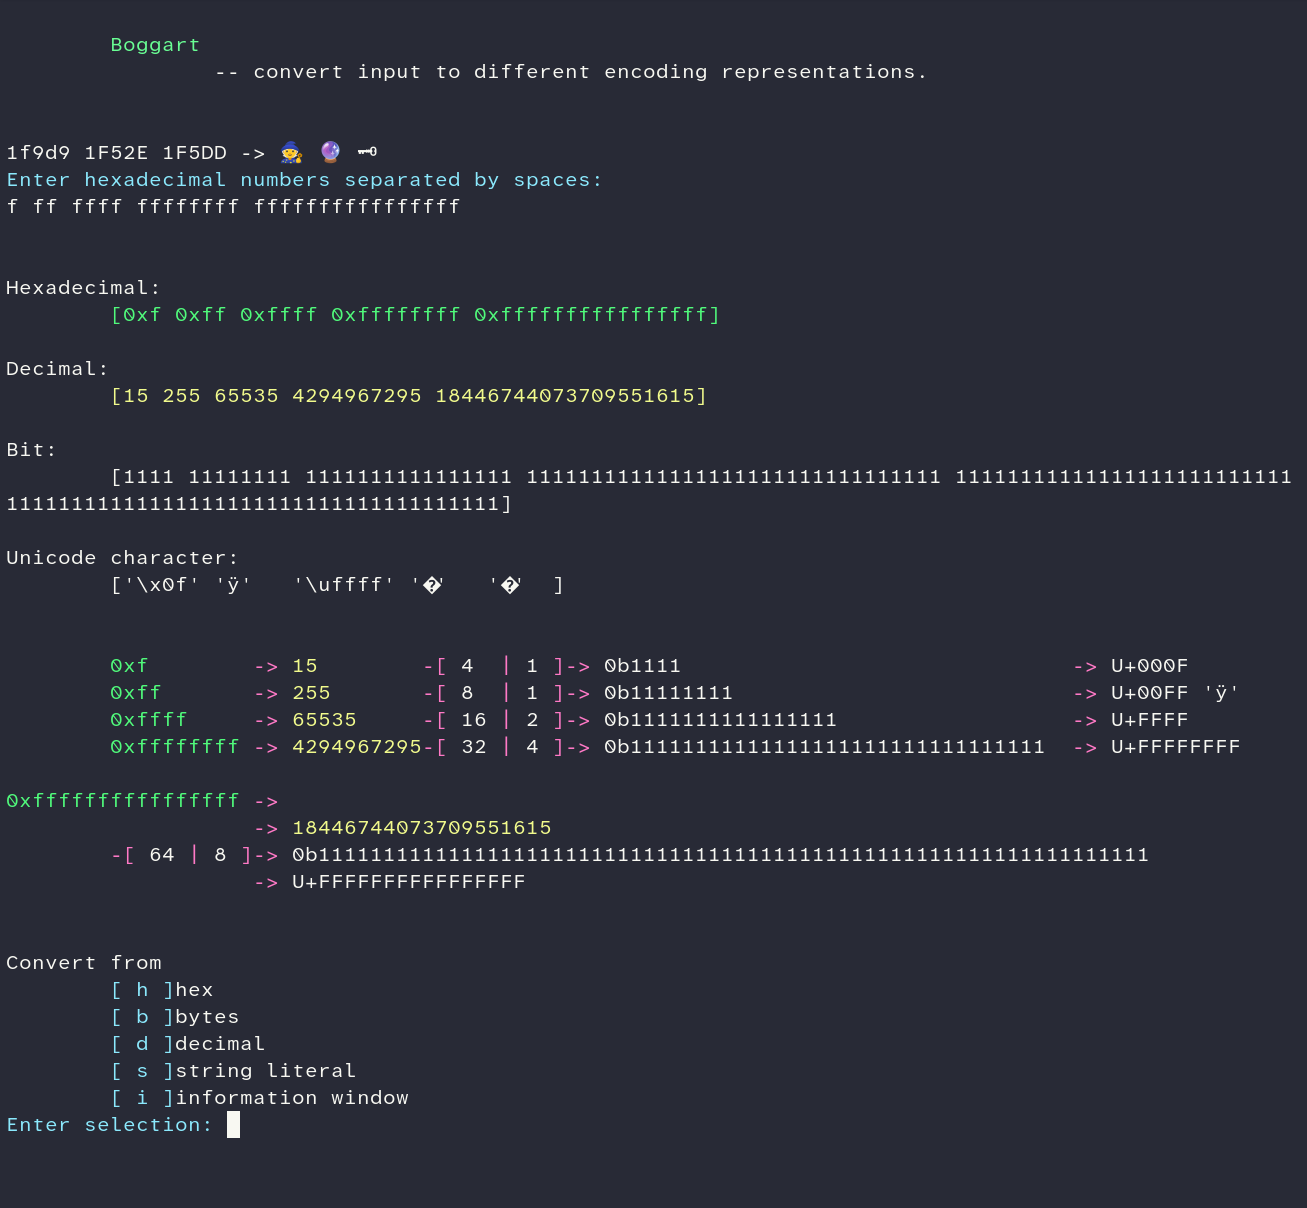 Boggart
-- convert input to different encoding representations.
1f9d9 1F52E 1F5DD -> 🧙 🔮 🗝
Enter hexadecimal numbers separated by spaces:
f ff ffff ffffffff ffffffffffffffff
Hexadecimal:
[0xf 0xff 0xffff 0xffffffff 0xffffffffffffffff]
Decimal:
[15 255 65535 4294967295 18446744073709551615]
Bit:
[1111 11111111 1111111111111111 11111111111111111111111111111111 11111111111111111111111111
11111111111111111111111111111111111111]
Unicode character:
['\x0f' 'ÿ' '\uffff' '�' '�' ]
0xf -> 15 -[ 4 | 1 ]-> 0b1111 -> U+000F
0xff -> 255 -[ 8 | 1 ]-> 0b11111111 -> U+00FF 'ÿ'
0xffff -> 65535 -[ 16 | 2 ]-> 0b1111111111111111 -> U+FFFF
0xffffffff -> 4294967295-[ 32 | 4 ]-> 0b11111111111111111111111111111111 -> U+FFFFFFFF
0xffffffffffffffff ->
-> 18446744073709551615
-[ 64 | 8 ]-> 0b1111111111111111111111111111111111111111111111111111111111111111
-> U+FFFFFFFFFFFFFFFF
Convert from
[ h ]hex
[ b ]bytes
[ d ]decimal
[ s ]string literal
[ i ]information window
Enter selection: